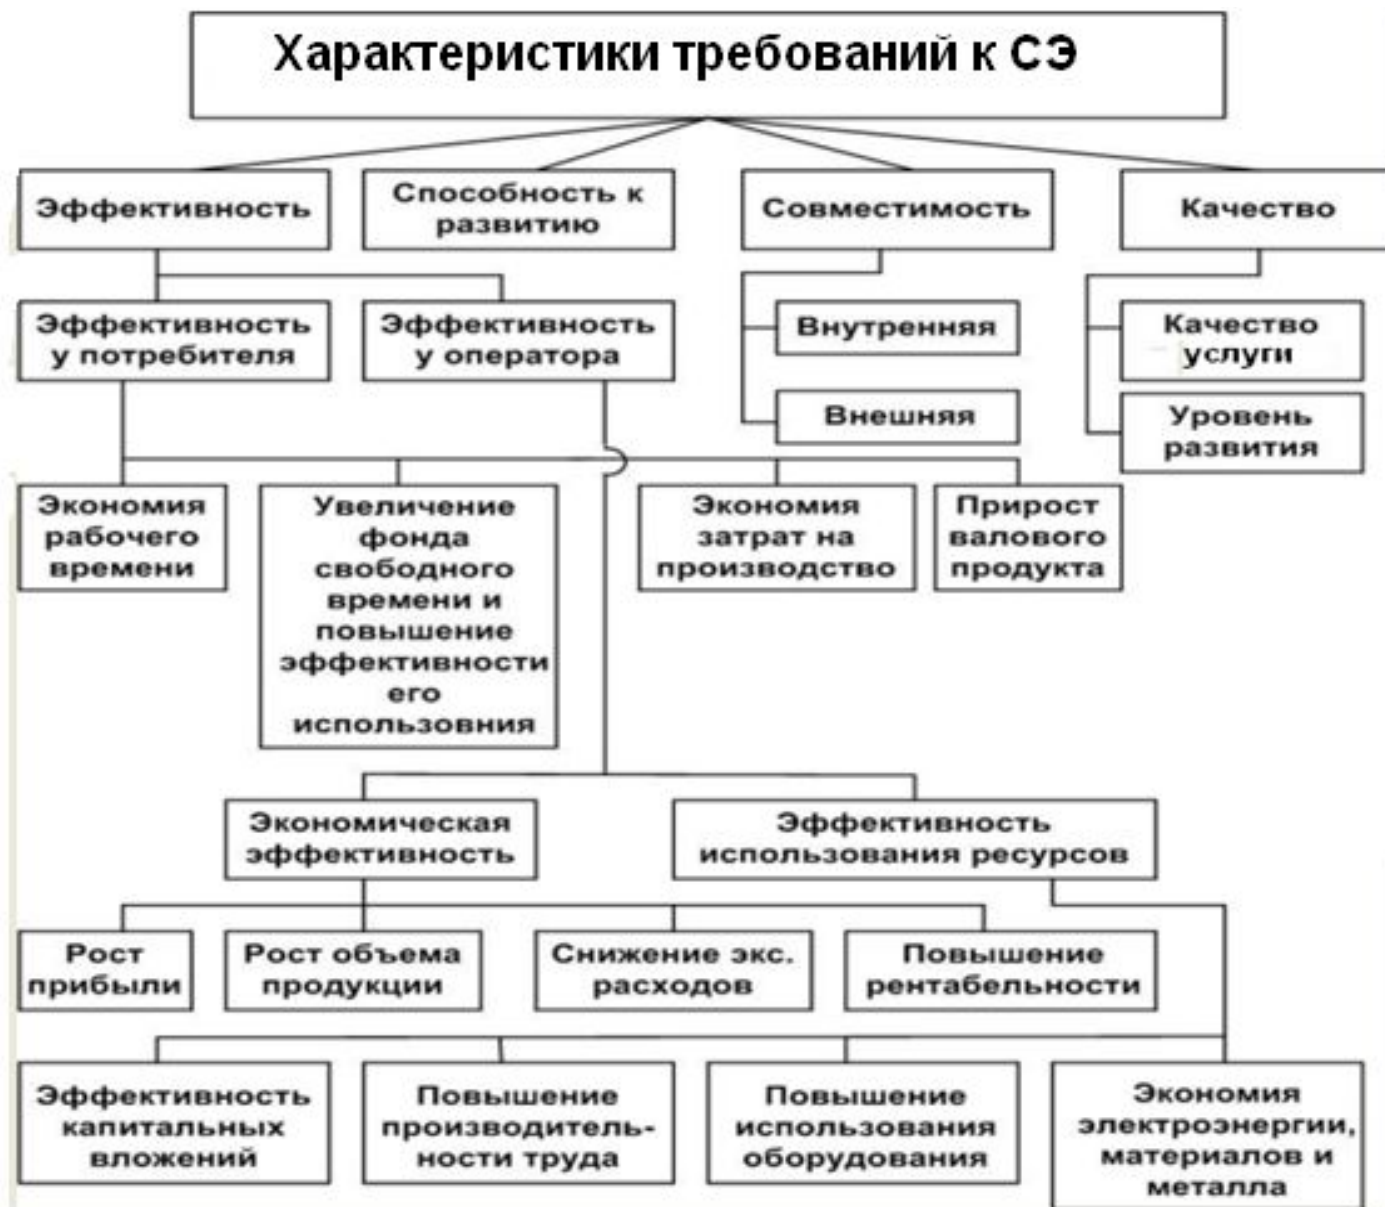 Характеристики требований к СЭ
Эффективность
Способность к
развитию
Совместимость
Качество
Эффективность
у потребителя
Эффективность
у оператора
Внутренняя
Внешняя
Качество
услуги
Уровень
развития
Экономия
рабочего
времени
Увеличение
фонда
свободного
времени и
повышение
эффективности
его
использовния
Экономия
затрат на
производство
Прирост
валового
продукта
Экономическая
эффективность
Эффективность
использования ресурсов
Рост
прибыли
Рост объема
продукции
Снижение экс.
расходов
Повышение
рентабельности
Эффективность
капитальных
вложений
Повышение
производитель-
ности труда
Повышение
использования
оборудования
Экономия
электроэнергии,
материалов и
металла